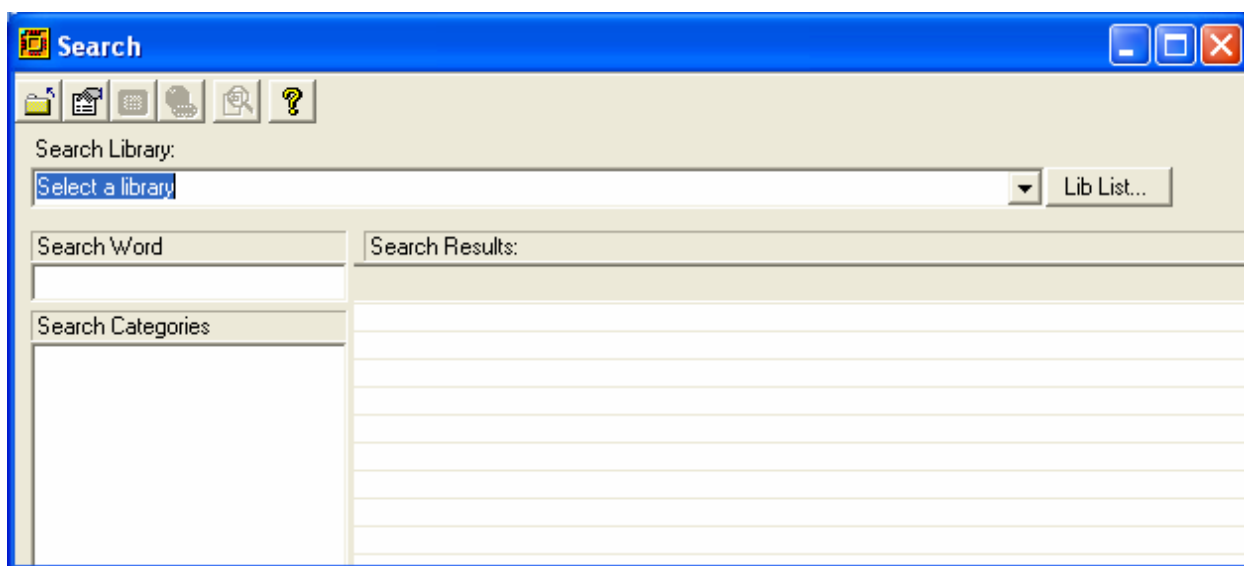 Search
Search Library:
Select a library
Lib List...
Search Word
Search Results:
Search Categories